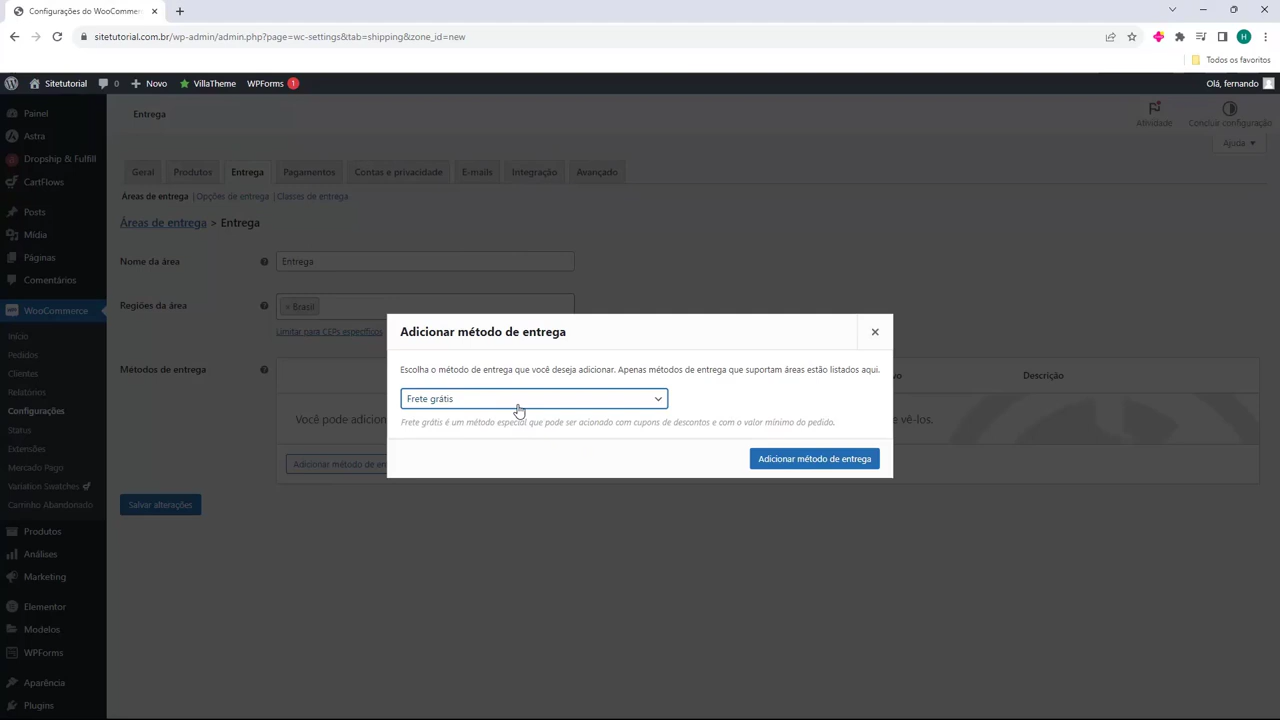 Configurações do WooCommerc
sitetutorial.com.br/wp-admin/admin.php?page=wc-settings&tab=shipping&zone_id=new
H
Todos os favoritos
Sitetutorial
0
Novo
VillaTheme
WPForms 1
Olá, fernando
Painel
Astra
Dropship & Fulfill
CartFlows
Posts
Mídia
Páginas
Comentários
WooCommerce
Início
Pedidos
Clientes
Relatórios
Configurações
Status
Extensões
Mercado Pago
Variation Swatches
Carrinho Abandonado
Produtos
Análises
Marketing
Elementor
Modelos
WPForms
Aparência
Plugins
Entrega
Atividade
Concluir configuração
Ajuda
Geral
Produtos
Entrega
Pagamentos
Contas e privacidade
E-mails
Integração
Avançado
Áreas de entrega | Opções de entrega | Classes de entrega
Áreas de entrega > Entrega
Nome da área
Entrega
Regiões da área
× Brasil
Limitar para CEPs específicos
Métodos de entrega
vo
Descrição
Você pode adicion
vê-los.
Adicionar método de en
Salvar alterações
Adicionar método de entrega
Escolha o método de entrega que você deseja adicionar. Apenas métodos de entrega que suportam áreas estão listados aqui.
Frete grátis
Frete grátis é um método especial que pode ser acionado com cupons de descontos e com o valor mínimo do pedido.
Adicionar método de entrega